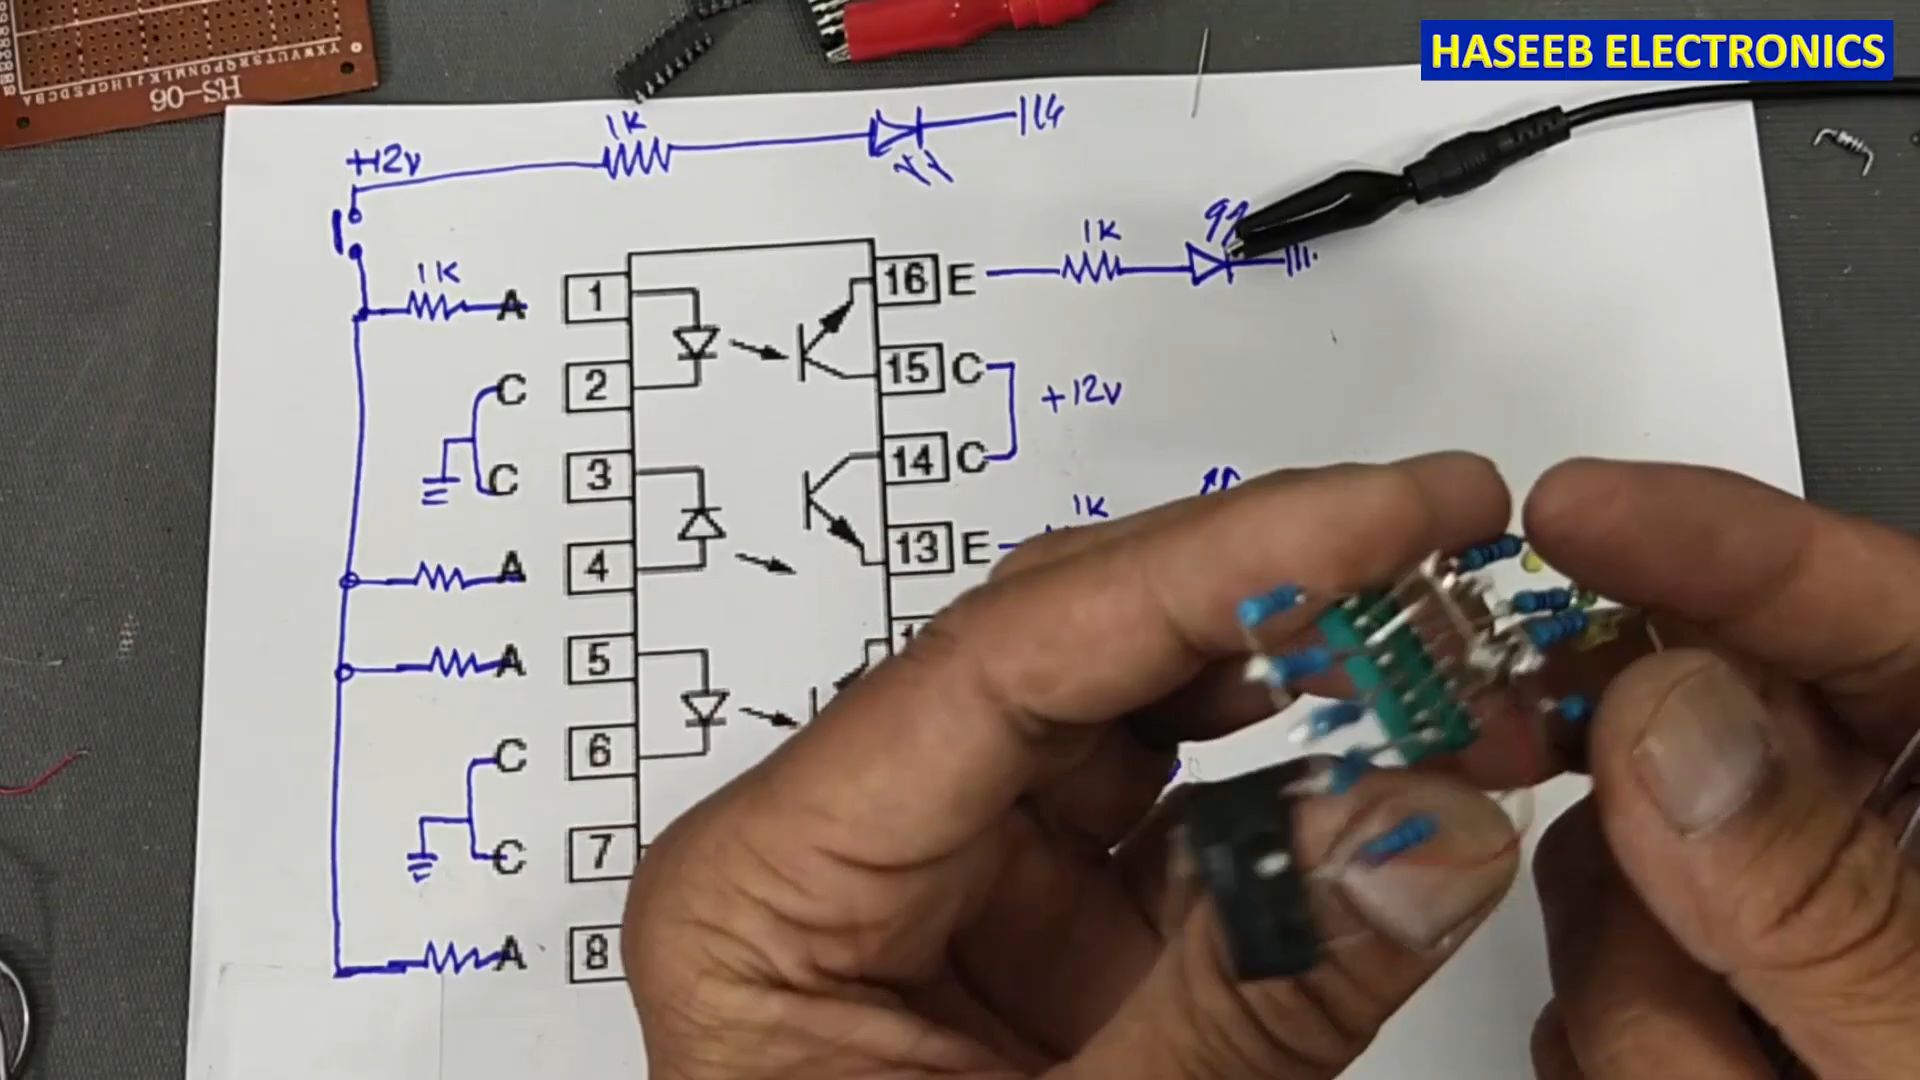 HASEEB ELECTRONICS
YXWVUTSRQPONMLKJIHGFEDCBA
HS-06
1K
+12v
1K
1K
A 1 16 E
15 C
C 2
+12v
14 C
C 3
1K
13 E
A 4
A 5
C 6
C 7
A 8